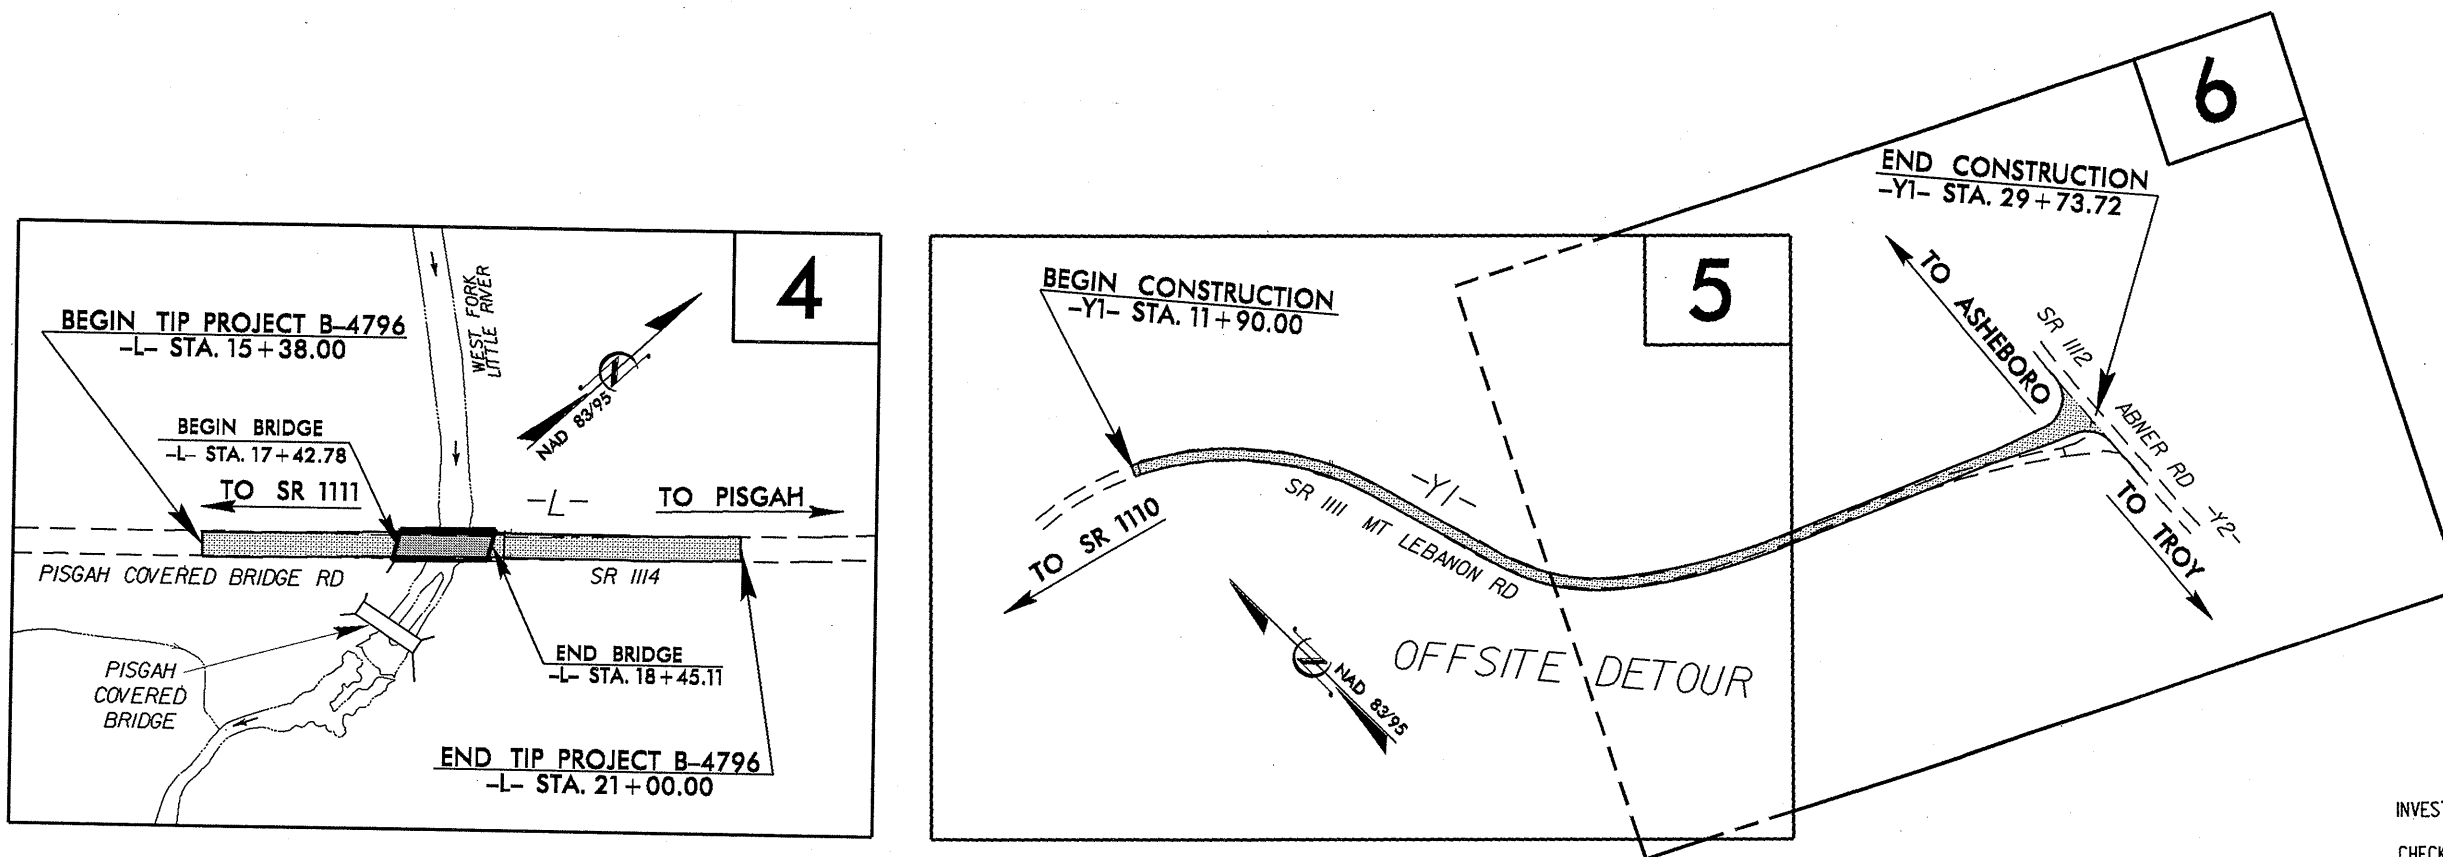 4
WEST FORK
LITTLE RIVER
BEGIN TIP PROJECT B-4796
-L- STA. 15+38.00
NAD 83/95
BEGIN BRIDGE
-L- STA. 17+42.78
TO SR 1111
-L-
TO PISGAH
PISGAH COVERED BRIDGE RD
SR 1114
PISGAH
COVERED
BRIDGE
END BRIDGE
-L- STA. 18+45.11
END TIP PROJECT B-4796
-L- STA. 21+00.00
5
BEGIN CONSTRUCTION
-Y1- STA. 11+90.00
TO SR 1110
SR 1111 MT LEBANON RD
-Y1-
NAD 83/95
OFFSITE DETOUR
6
END CONSTRUCTION
-Y1- STA. 29+73.72
TO ASHEBORO
SR 1112
ABNER RD
-Y2-
TO TROY
INVEST
CHECK